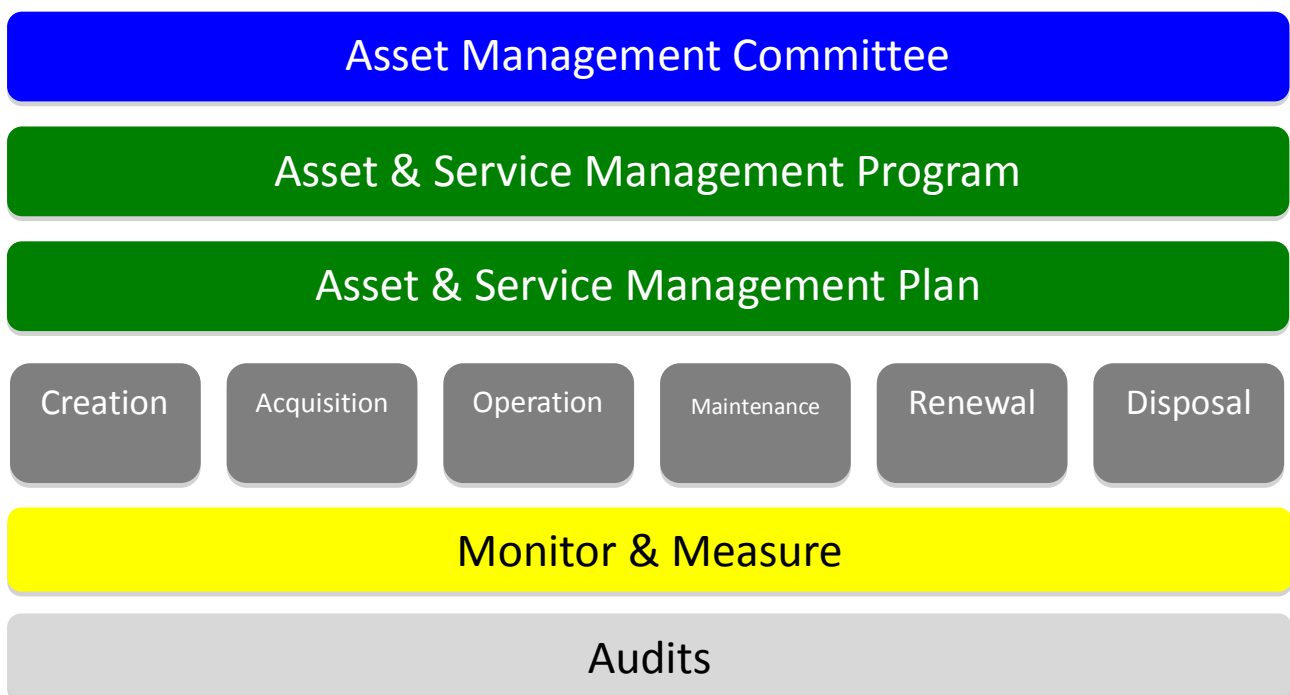 Asset Management Committee
Asset & Service Management Program
Asset & Service Management Plan
Creation
Acquisition
Operation
Maintenance
Renewal
Disposal
Monitor & Measure
Audits